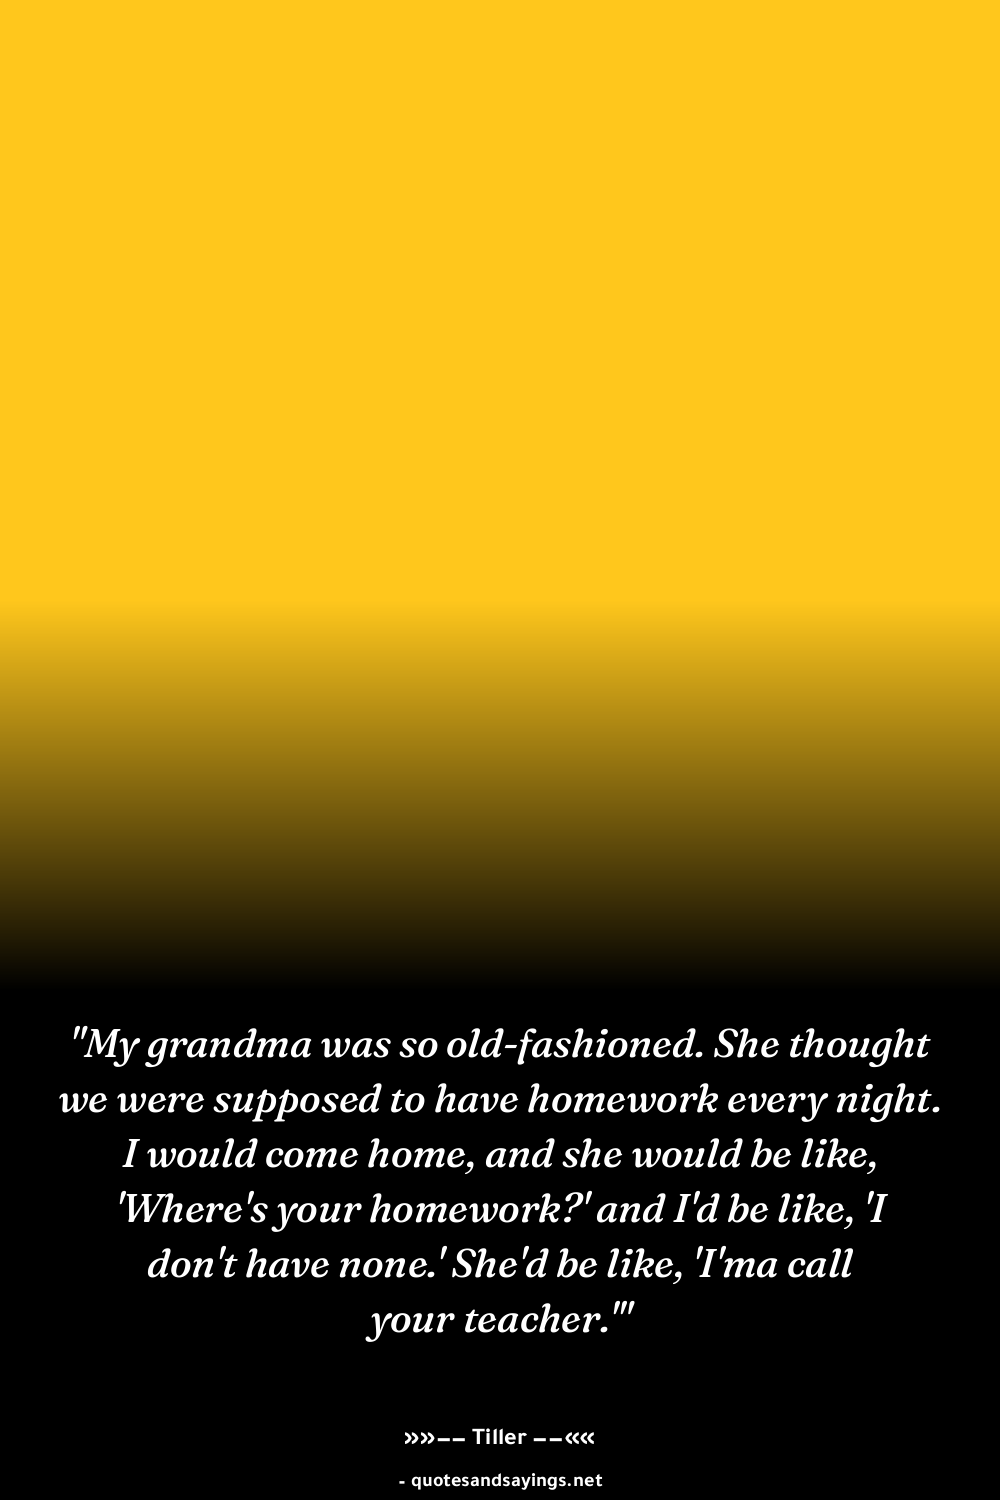 "My grandma was so old-fashioned. She thought
we were supposed to have homework every night.
I would come home, and she would be like,
'Where's your homework?' and I'd be like, 'I
don't have none.' She'd be like, 'I'ma call
your teacher.'"
»»–– Tiller ––««
- quotesandsayings.net